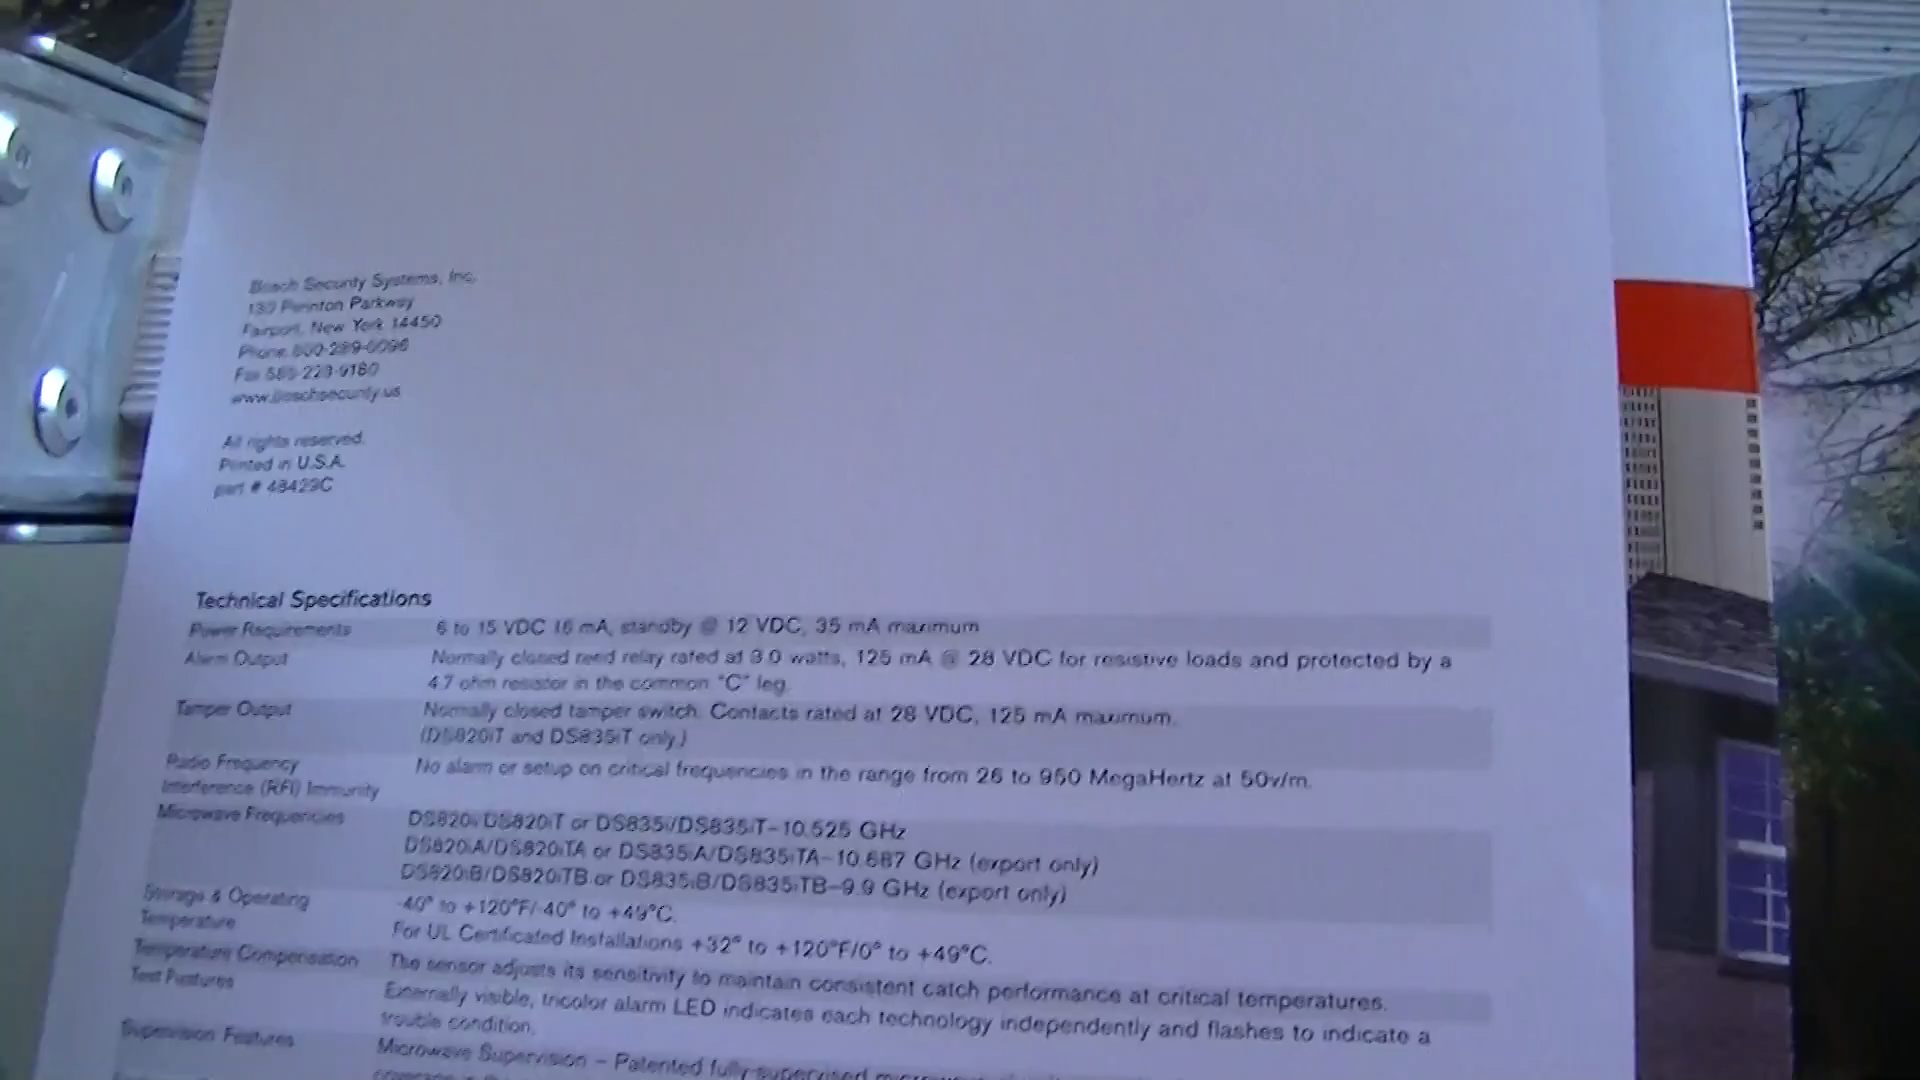 Bosch Security Systems, Inc.
130 Perinton Parkway
Fairport, New York 14450
Phone 800-289-0096
Fax 585-223-9180
www.boschsecurity.us
All rights reserved.
Printed in U.S.A.
part # 48429C
Technical Specifications
Power Requirements 6 to 15 VDC 16 mA, standby @ 12 VDC, 35 mA maximum
Alarm Output Normally closed reed relay rated at 3.0 watts, 125 mA @ 28 VDC for resistive loads and protected by a
4.7 ohm resistor in the common "C" leg.
Tamper Output Normally closed tamper switch. Contacts rated at 28 VDC, 125 mA maximum.
(DS820iT and DS835iT only.)
Radio Frequency No alarm or setup on critical frequencies in the range from 26 to 950 MegaHertz at 50v/m.
Interference (RFI) Immunity
Microwave Frequencies DS820i/DS820iT or DS835i/DS835iT–10.525 GHz
DS820iA/DS820iTA or DS835iA/DS835iTA–10.687 GHz (export only)
DS820iB/DS820iTB or DS835iB/DS835iTB–9.9 GHz (export only)
Storage & Operating -40° to +120°F/-40° to +49°C.
Temperature For UL Certificated Installations +32° to +120°F/0° to +49°C.
Temperature Compensation The sensor adjusts its sensitivity to maintain consistent catch performance at critical temperatures.
Test Features Externally visible, tricolor alarm LED indicates each technology independently and flashes to indicate a
trouble condition.
Supervision Features Microwave Supervision – Patented fully-supervised